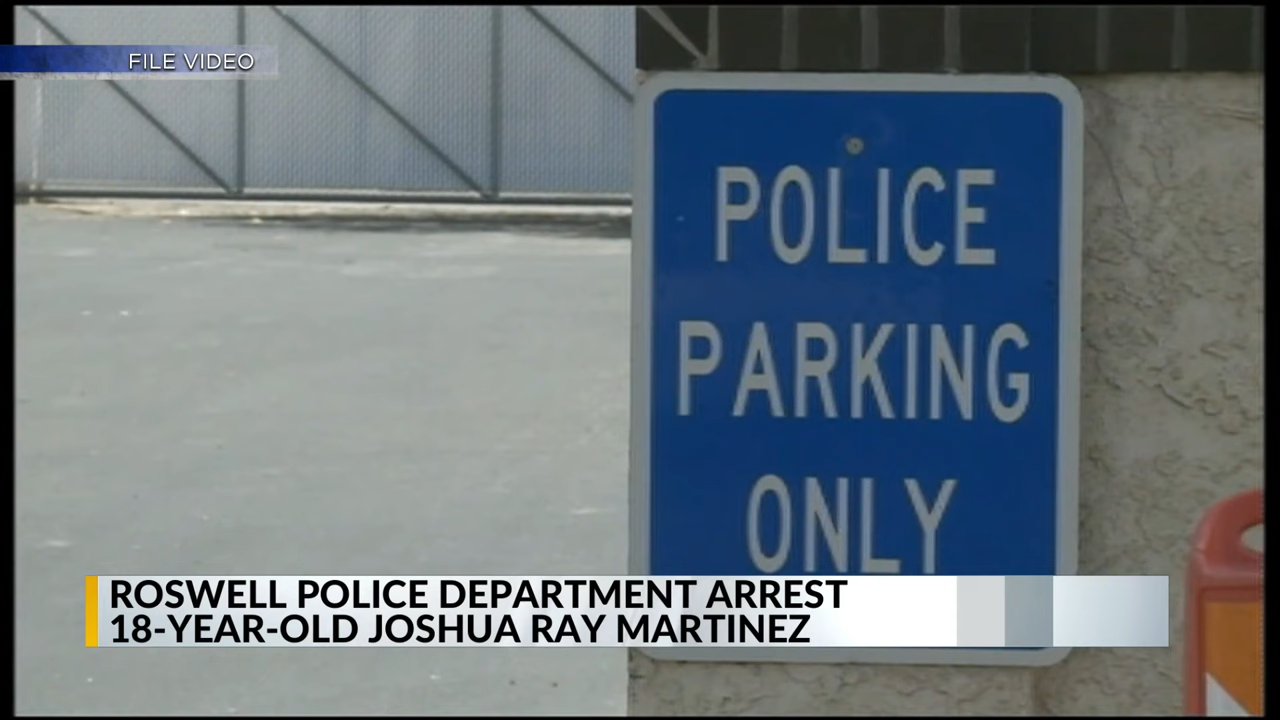 FILE VIDEO
POLICE
PARKING
ONLY
ROSWELL POLICE DEPARTMENT ARREST
18-YEAR-OLD JOSHUA RAY MARTINEZ